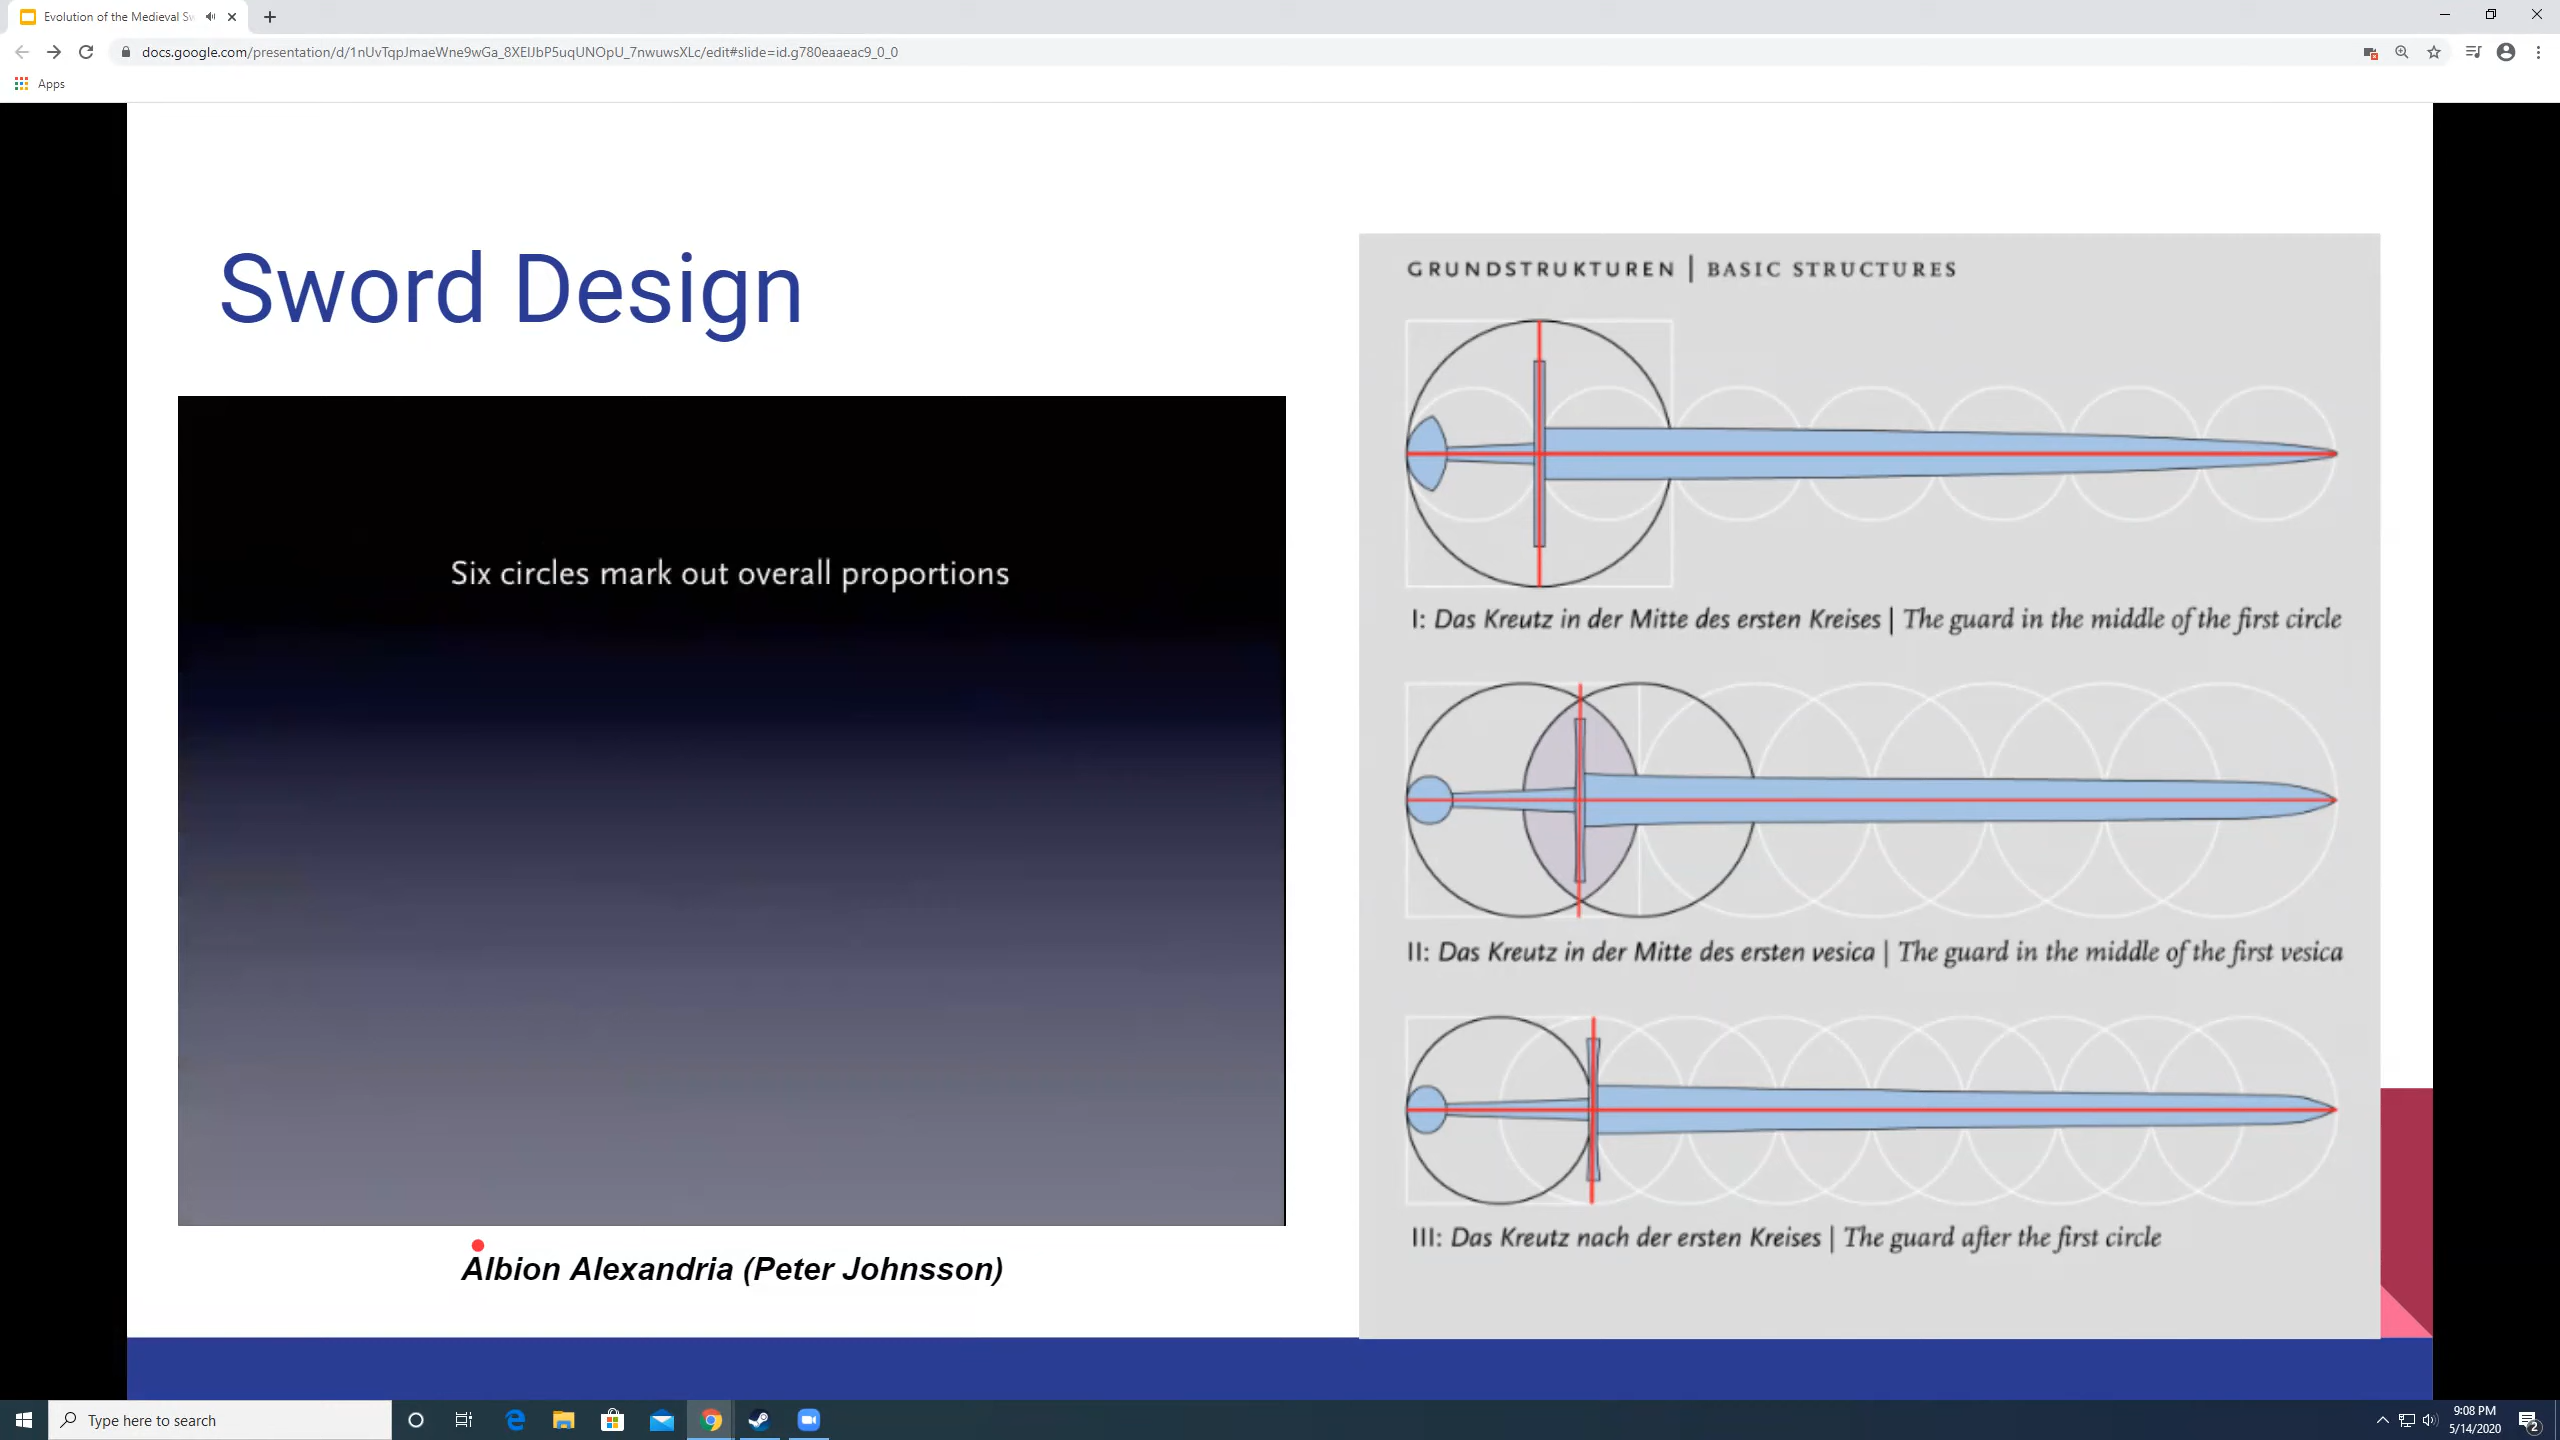 Evolution of the Medieval Sw
docs.google.com/presentation/d/1nUvTqpJmaeWne9wGa_8XEIJbP5uqUNOpU_7nwuwsXLc/edit#slide=id.g780eaaeac9_0_0
Apps
Sword Design
Six circles mark out overall proportions
Albion Alexandria (Peter Johnsson)
GRUNDSTRUKTUREN | BASIC STRUCTURES
I: Das Kreutz in der Mitte des ersten Kreises | The guard in the middle of the first circle
II: Das Kreutz in der Mitte des ersten vesica | The guard in the middle of the first vesica
III: Das Kreutz nach der ersten Kreises | The guard after the first circle
Type here to search
9:08 PM
5/14/2020
2